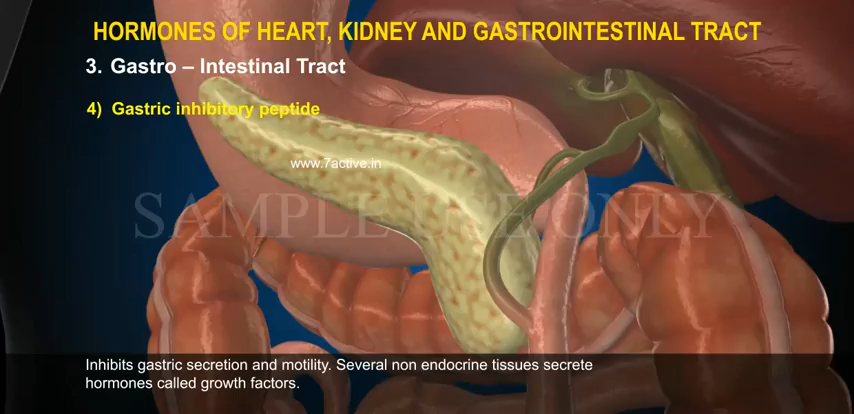 HORMONES OF HEART, KIDNEY AND GASTROINTESTINAL TRACT
3. Gastro – Intestinal Tract
4) Gastric inhibitory peptide
www.7active.in
SAMPLE USE ONLY
Inhibits gastric secretion and motility. Several non endocrine tissues secrete
hormones called growth factors.